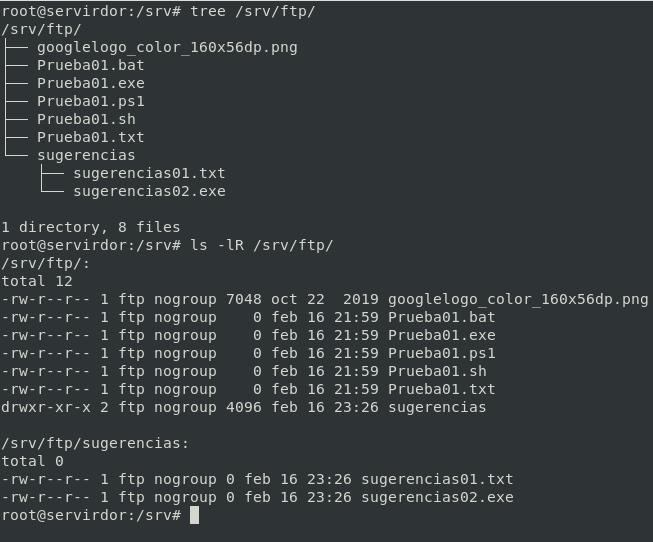 root@servirdor:/srv# tree /srv/ftp/
/srv/ftp/
├── googlelogo_color_160x56dp.png
├── Prueba01.bat
├── Prueba01.exe
├── Prueba01.ps1
├── Prueba01.sh
├── Prueba01.txt
└── sugerencias
    ├── sugerencias01.txt
    └── sugerencias02.exe

1 directory, 8 files
root@servirdor:/srv# ls -lR /srv/ftp/
/srv/ftp/:
total 12
-rw-r--r-- 1 ftp nogroup 7048 oct 22  2019 googlelogo_color_160x56dp.png
-rw-r--r-- 1 ftp nogroup    0 feb 16 21:59 Prueba01.bat
-rw-r--r-- 1 ftp nogroup    0 feb 16 21:59 Prueba01.exe
-rw-r--r-- 1 ftp nogroup    0 feb 16 21:59 Prueba01.ps1
-rw-r--r-- 1 ftp nogroup    0 feb 16 21:59 Prueba01.sh
-rw-r--r-- 1 ftp nogroup    0 feb 16 21:59 Prueba01.txt
drwxr-xr-x 2 ftp nogroup 4096 feb 16 23:26 sugerencias

/srv/ftp/sugerencias:
total 0
-rw-r--r-- 1 ftp nogroup 0 feb 16 23:26 sugerencias01.txt
-rw-r--r-- 1 ftp nogroup 0 feb 16 23:26 sugerencias02.exe
root@servirdor:/srv#